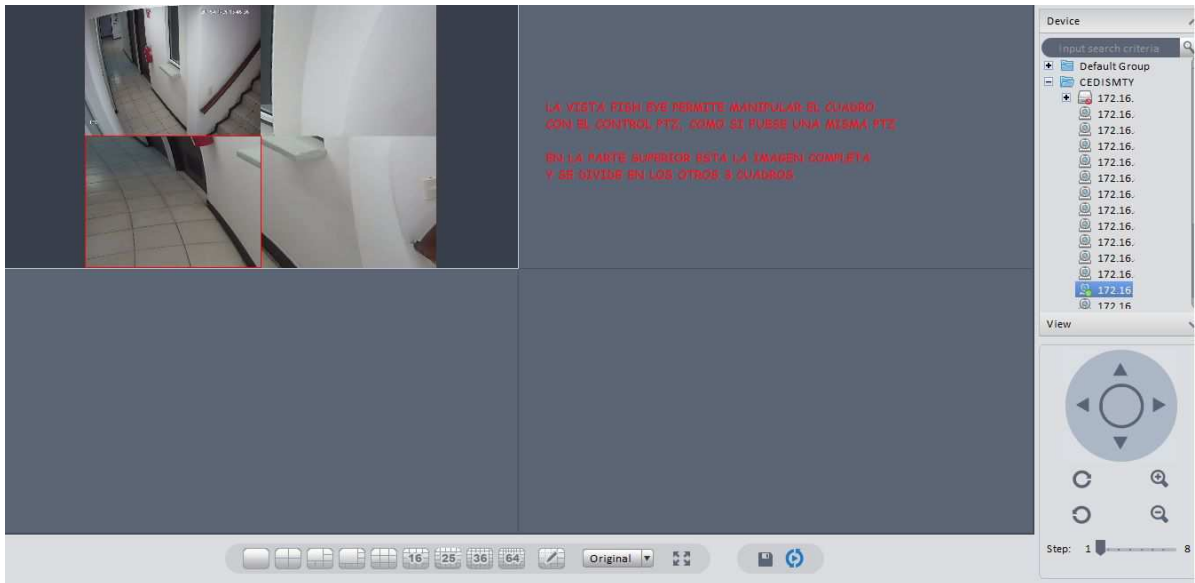 LA VISTA FISH EYE PERMITE MANIPULAR EL CUADRO
CON EL CONTROL PTZ, COMO SI FUESE UNA MISMA PTZ
EN LA PARTE SUPERIOR ESTA LA IMAGEN COMPLETA
Y SE DIVIDE EN LOS OTROS 3 CUADROS
Device
Input search criteria
Default Group
CEDISMTY
172.16.
172.16.
172.16.
172.16.
172.16.
172.16.
172.16.
172.16.
172.16.
172.16.
172.16.
172.16.
172.16
172.16
View
Step: 1 8
16 25 36 64 Original